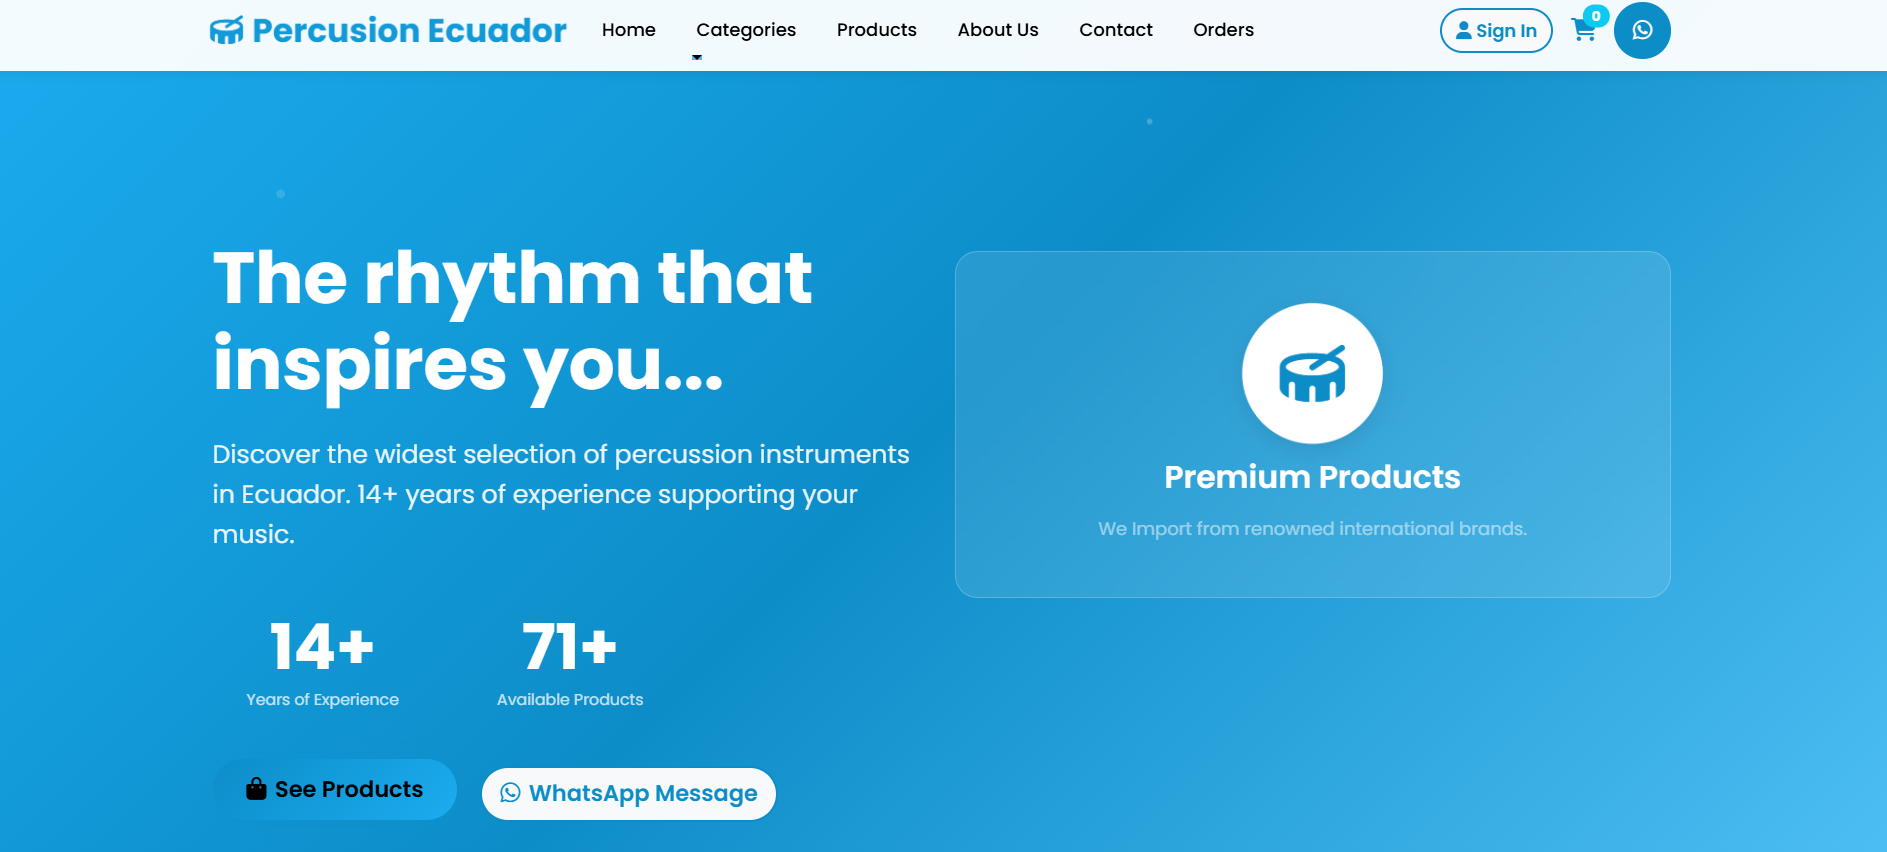 Percusion Ecuador
Home
Categories
Products
About Us
Contact
Orders
Sign In
0
The rhythm that
inspires you...
Discover the widest selection of percussion instruments
in Ecuador. 14+ years of experience supporting your
music.
14+
Years of Experience
71+
Available Products
See Products
WhatsApp Message
Premium Products
We Import from renowned international brands.